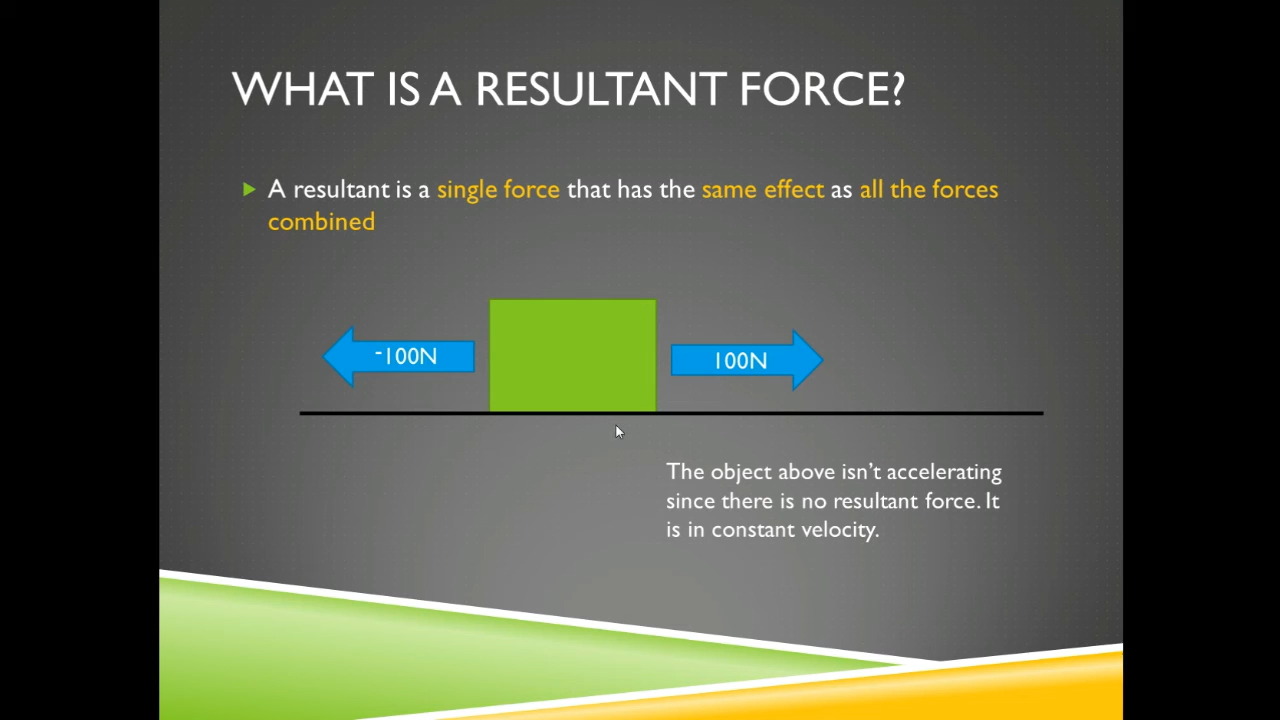 WHAT IS A RESULTANT FORCE?
A resultant is a single force that has the same effect as all the forces
combined
-100N
100N
The object above isn't accelerating
since there is no resultant force. It
is in constant velocity.